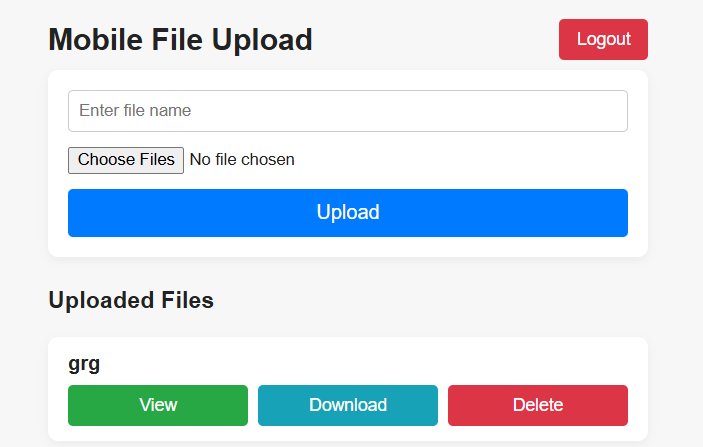 Mobile File Upload
Logout
Enter file name
Choose Files No file chosen
Upload
Uploaded Files
grg
View Download Delete